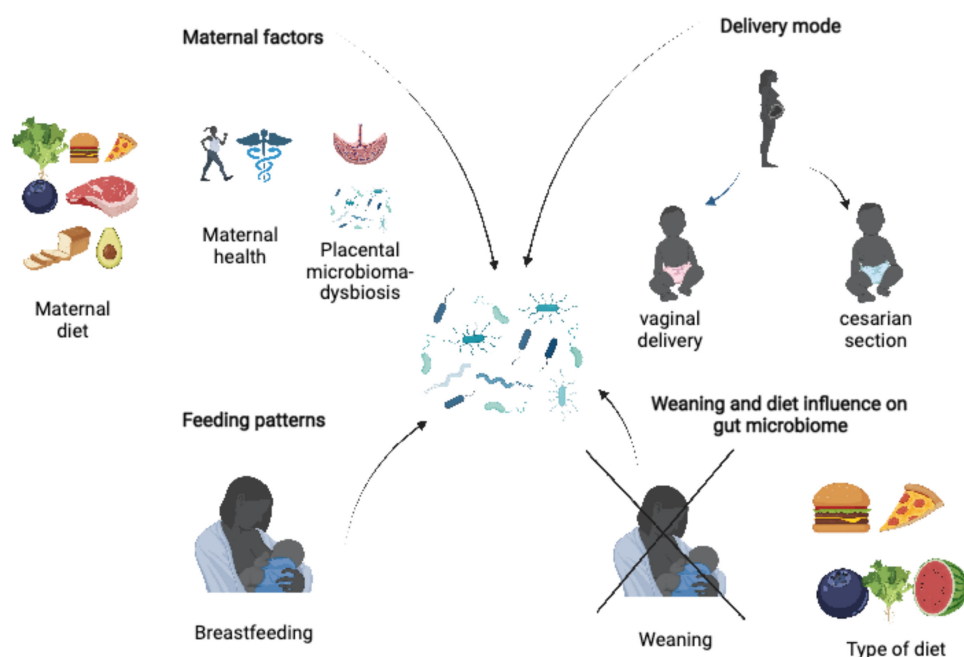 Maternal factors
Delivery mode
Maternal
health
Placental
microbioma-
dysbiosis
Maternal
diet
vaginal
delivery
cesarian
section
Feeding patterns
Weaning and diet influence on
gut microbiome
Breastfeeding
Weaning
Type of diet